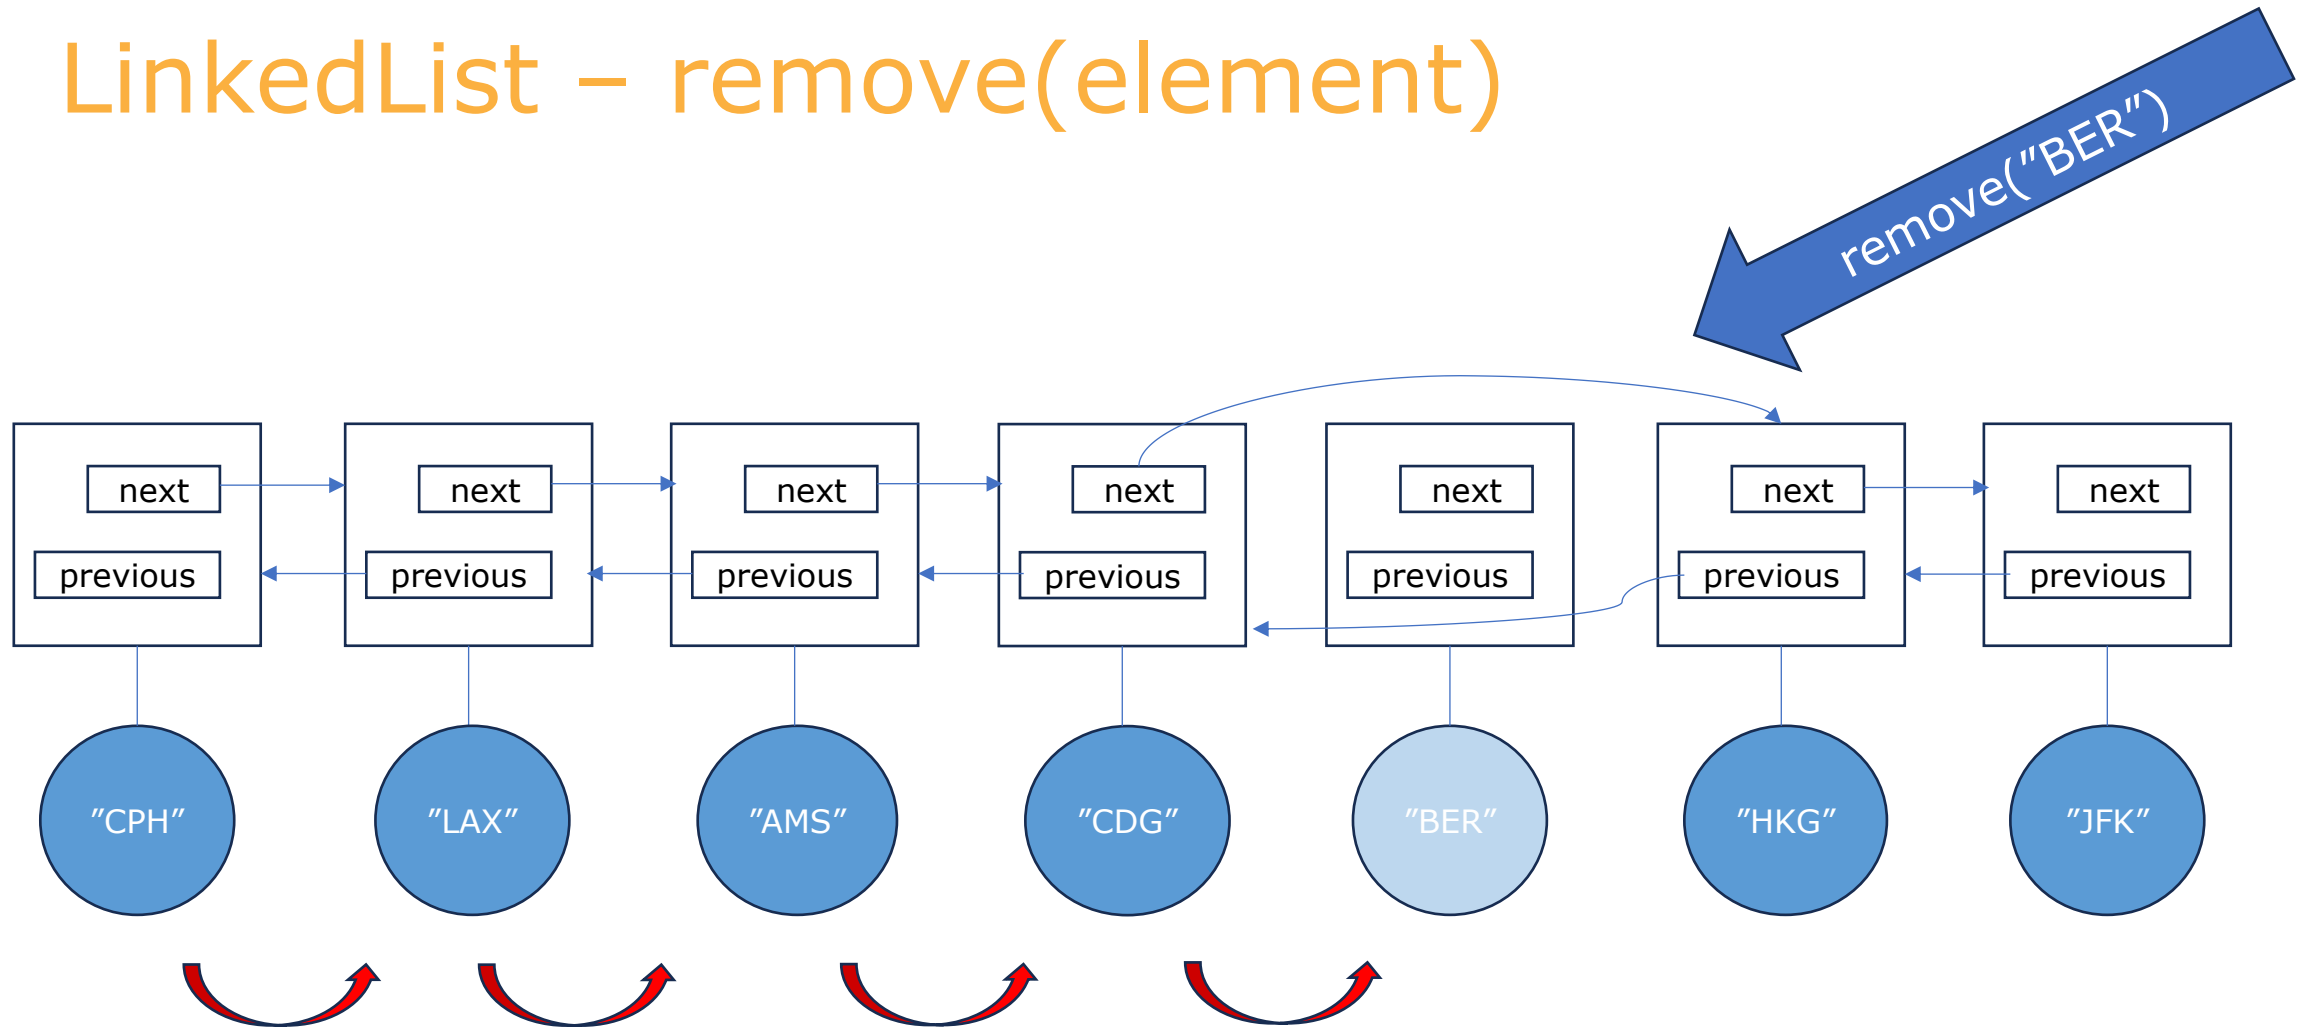 LinkedList – remove(element)
remove(”BER”)
next
next
next
next
next
next
next
previous
previous
previous
previous
previous
previous
previous
”CPH”
”LAX”
”AMS”
”CDG”
”BER”
”HKG”
”JFK”